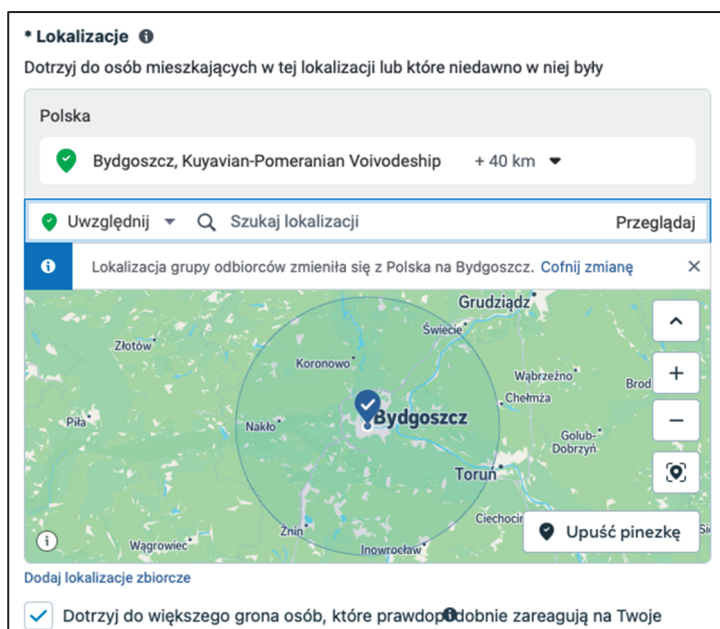 * Lokalizacje
Dotrzyj do osób mieszkających w tej lokalizacji lub które niedawno w niej były
Polska
Bydgoszcz, Kuyavian-Pomeranian Voivodeship + 40 km
Uwzględnij Szukaj lokalizacji Przeglądaj
Lokalizacja grupy odbiorców zmieniła się z Polska na Bydgoszcz. Cofnij zmianę
Grudziądz
Świecie
Złotów
Koronowo
Wąbrzeźno
Brod
Chełmża
Piła
Nakło
Bydgoszcz
Golub-
Dobrzyń
Toruń
Ciechocin
Żnin
Upuść pinezkę
Si
Wągrowiec
Inowrocław
Dodaj lokalizacje zbiorcze
Dotrzyj do większego grona osób, które prawdopodobnie zareagują na Twoje